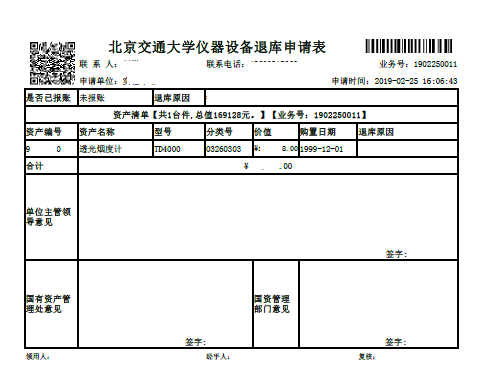 北京交通大学仪器设备退库申请表
联 系 人：
联系电话：
业务号：1902250011
申请单位：
申请时间：2019-02-25 16:06:43
是否已报账 未报账 退库原因
资产清单【共1台件,总值169128元。】【业务号：1902250011】
资产编号 资产名称 型号 分类号 价值 购置日期 退库原因
9 0 透光烟度计 TD4000 03260303 ¥: 8.00 1999-12-01
合计 ¥ . .00
单位主管领
导意见
签字：
国有资产管
理处意见
签字：
国资管理
部门意见
签字：
领用人： 经手人： 复核：